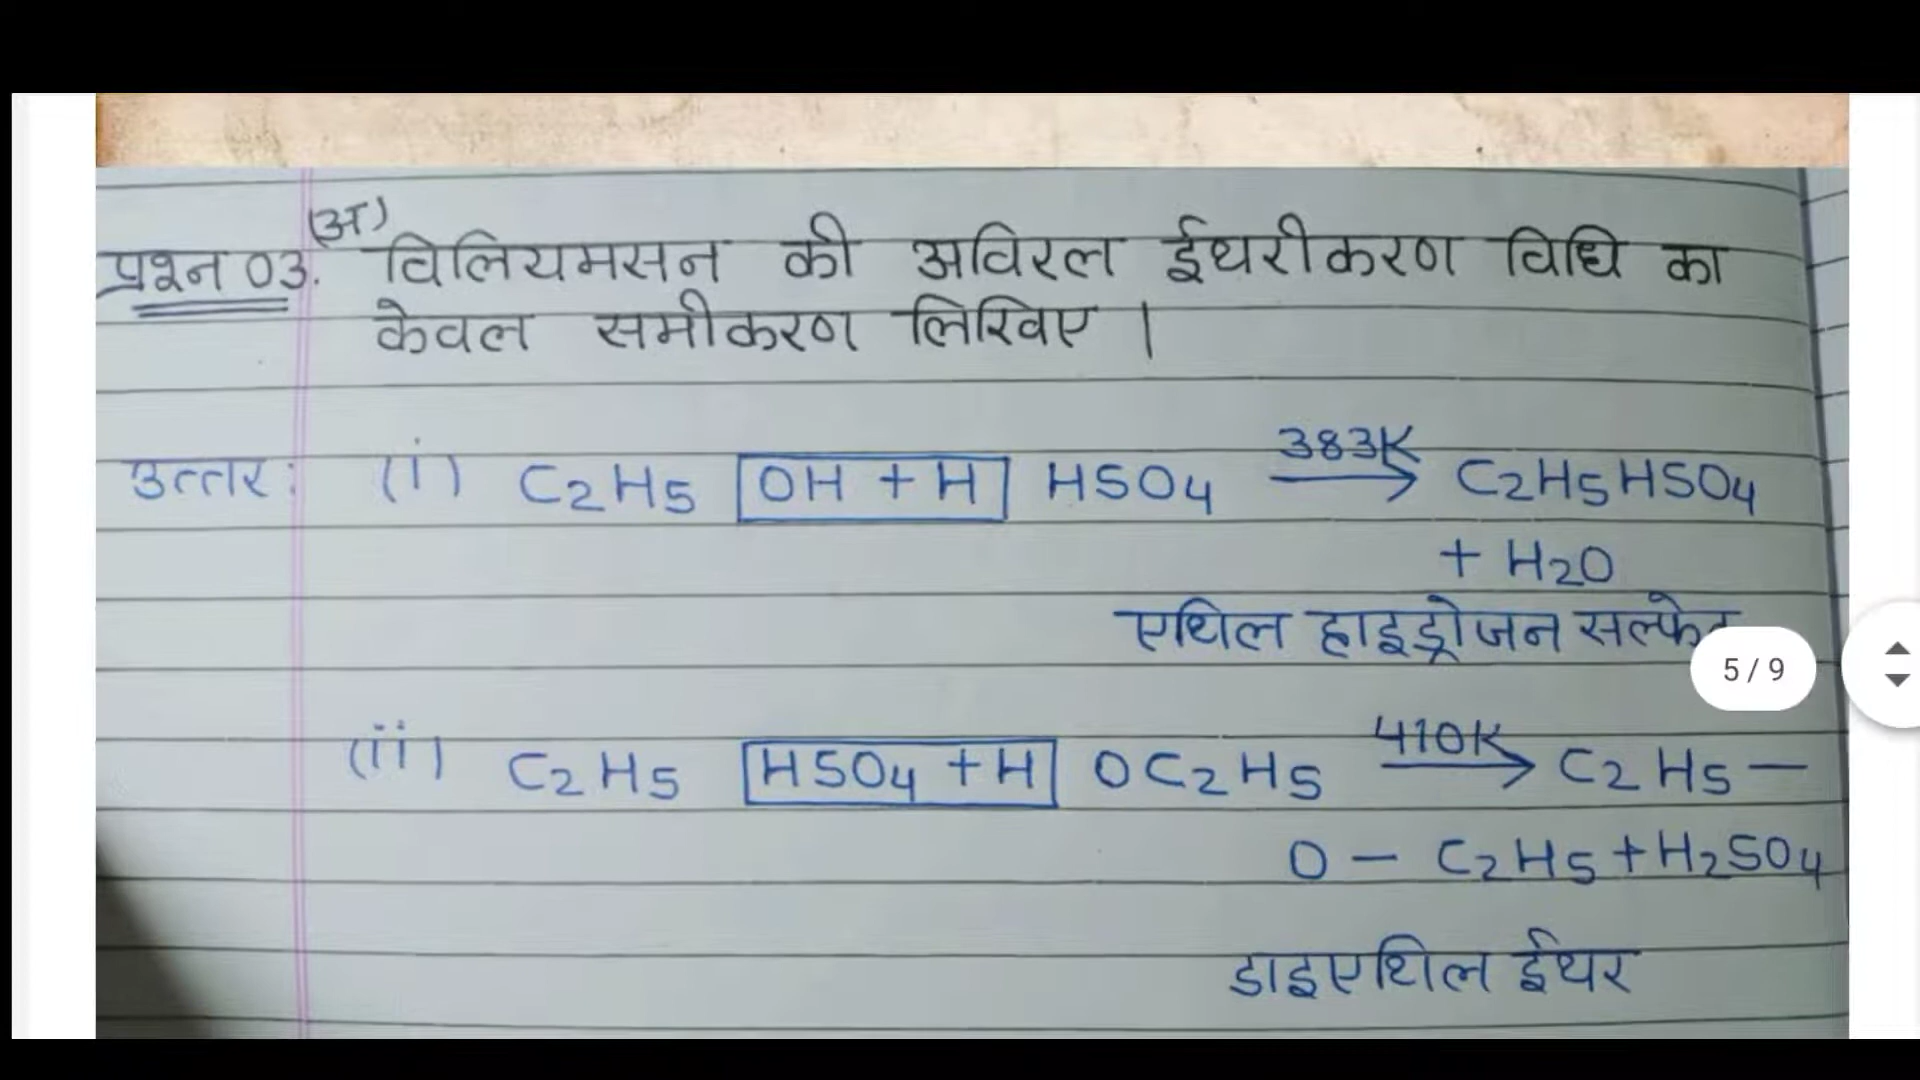 (अ)
प्रश्न 03. विलियमसन की अविरल ईथरीकरण विधि का
केवल समीकरण लिखिए |
उत्तर: (i) C2H5 OH + H HSO4 383K → C2H5HSO4
+ H2O
एथिल हाइड्रोजन सल्फेट
5 / 9
(ii) C2H5 HSO4 + H OC2H5 410K → C2H5 —
O — C2H5 + H2SO4
डाइएथिल ईथर